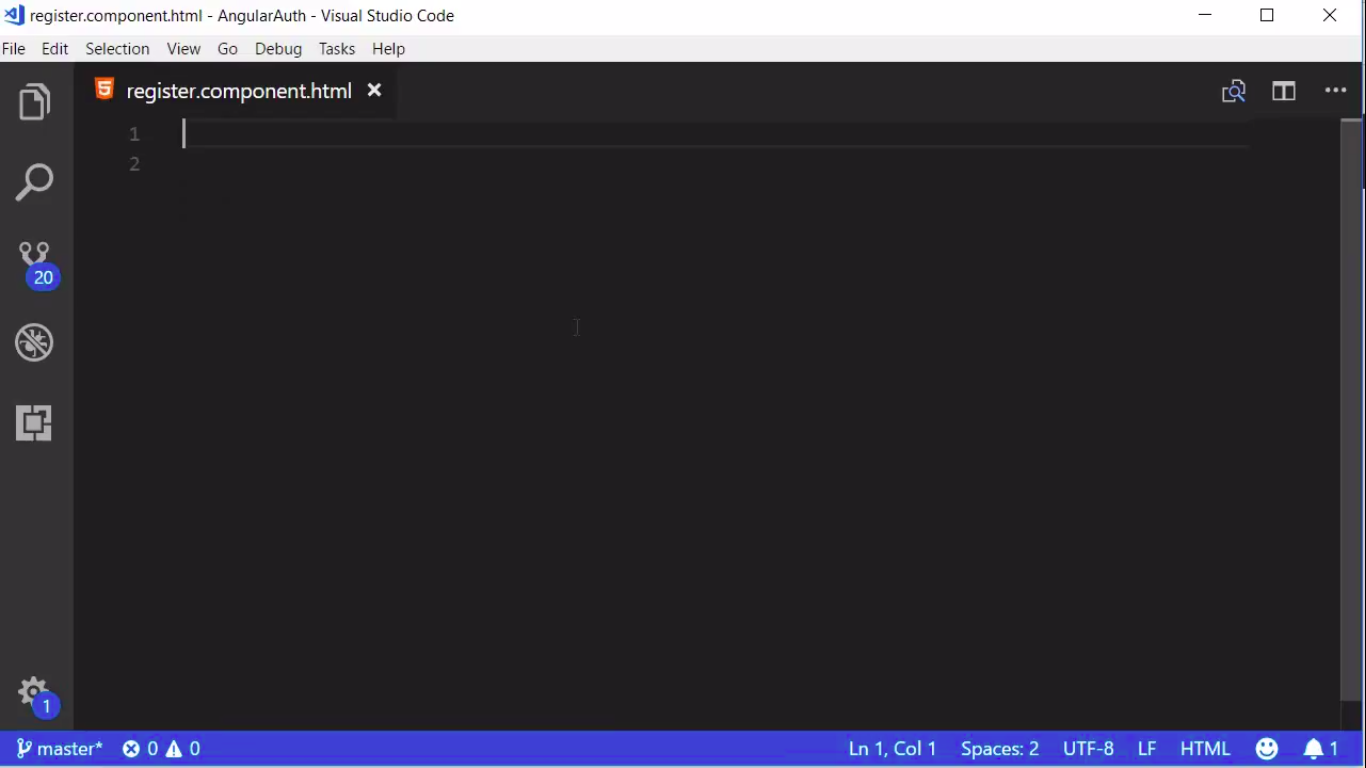 register.component.html - AngularAuth - Visual Studio Code
File Edit Selection View Go Debug Tasks Help
register.component.html
1
2
20
1
master* 0 0 Ln 1, Col 1 Spaces: 2 UTF-8 LF HTML 1